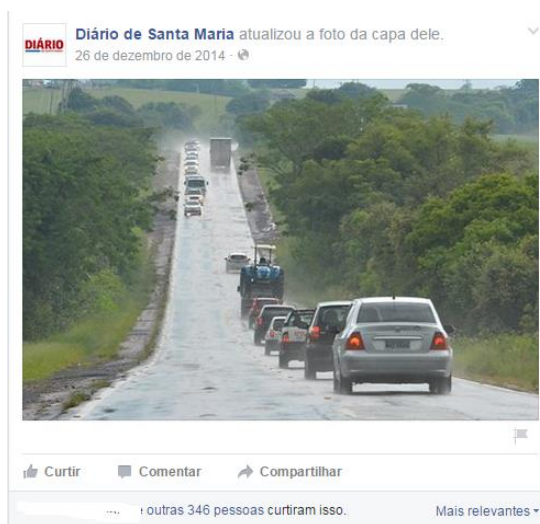 DIÁRIO
Diário de Santa Maria atualizou a foto da capa dele.
26 de dezembro de 2014 ·
Curtir Comentar Compartilhar
e outras 346 pessoas curtiram isso. Mais relevantes